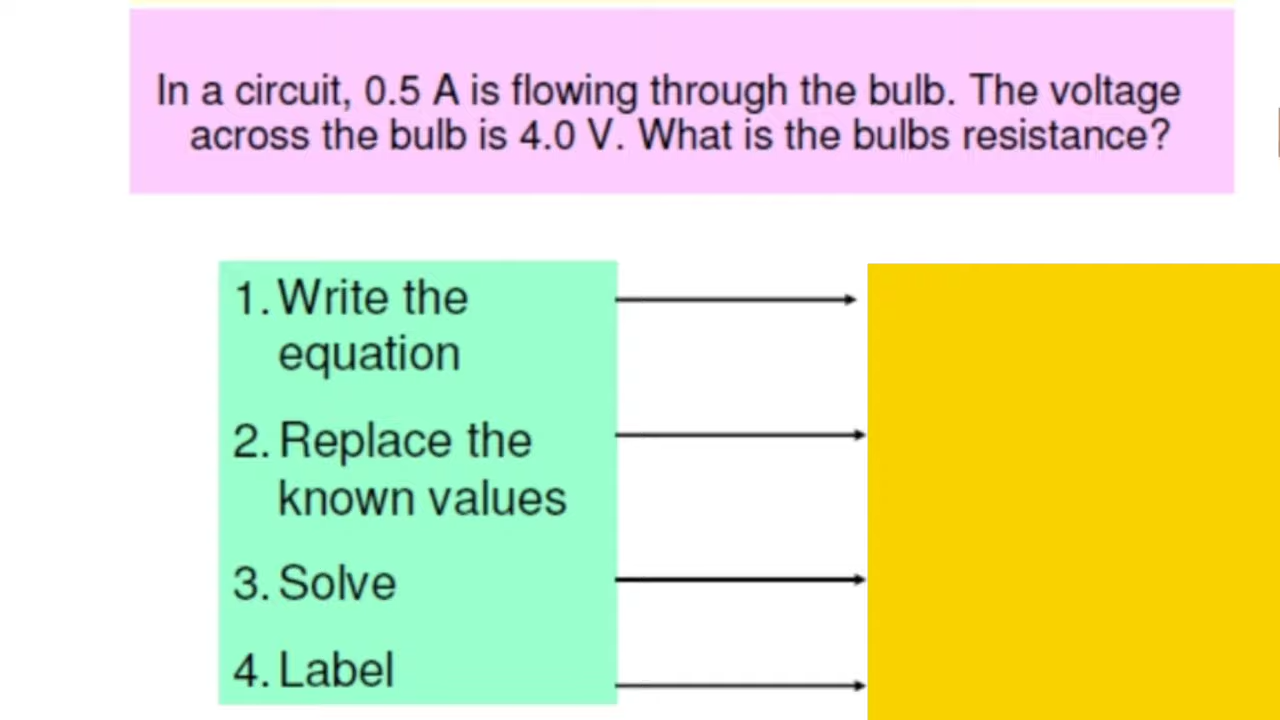 In a circuit, 0.5 A is flowing through the bulb. The voltage
across the bulb is 4.0 V. What is the bulbs resistance?
1. Write the
equation
2. Replace the
known values
3. Solve
4. Label